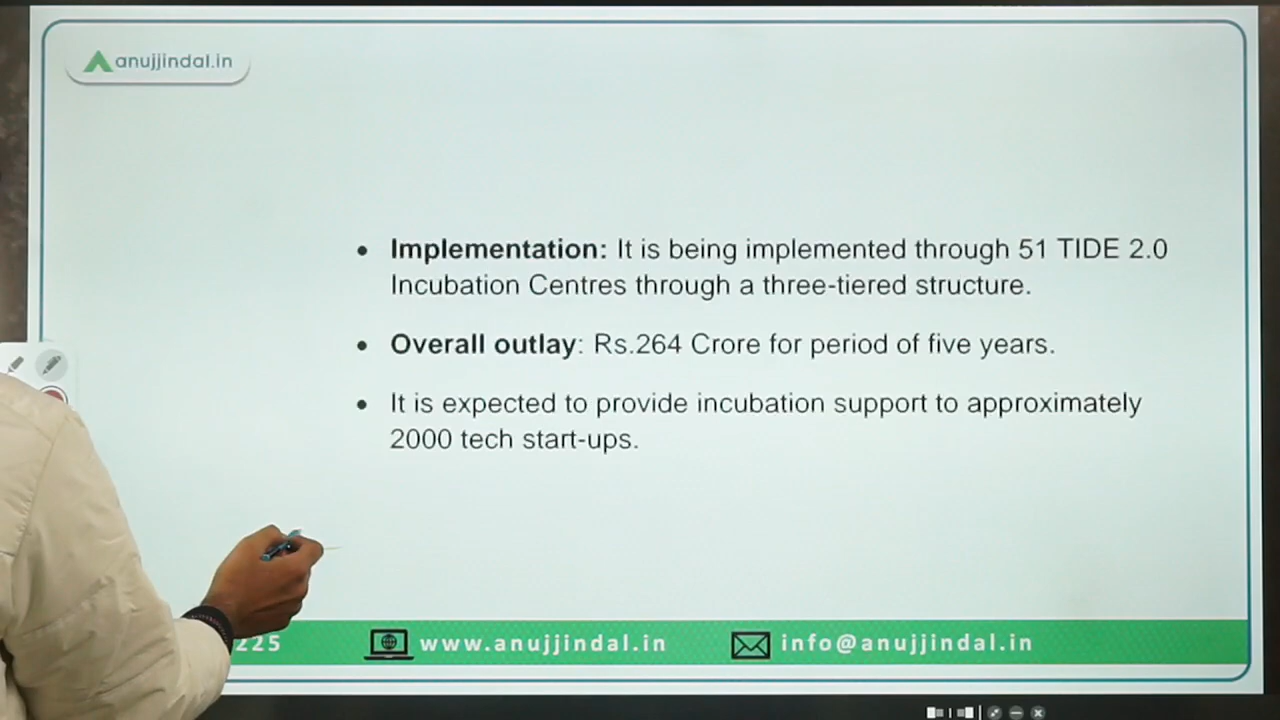 anujjindal.in
• Implementation: It is being implemented through 51 TIDE 2.0
Incubation Centres through a three-tiered structure.
• Overall outlay: Rs.264 Crore for period of five years.
• It is expected to provide incubation support to approximately
2000 tech start-ups.
225 www.anujjindal.in info@anujjindal.in